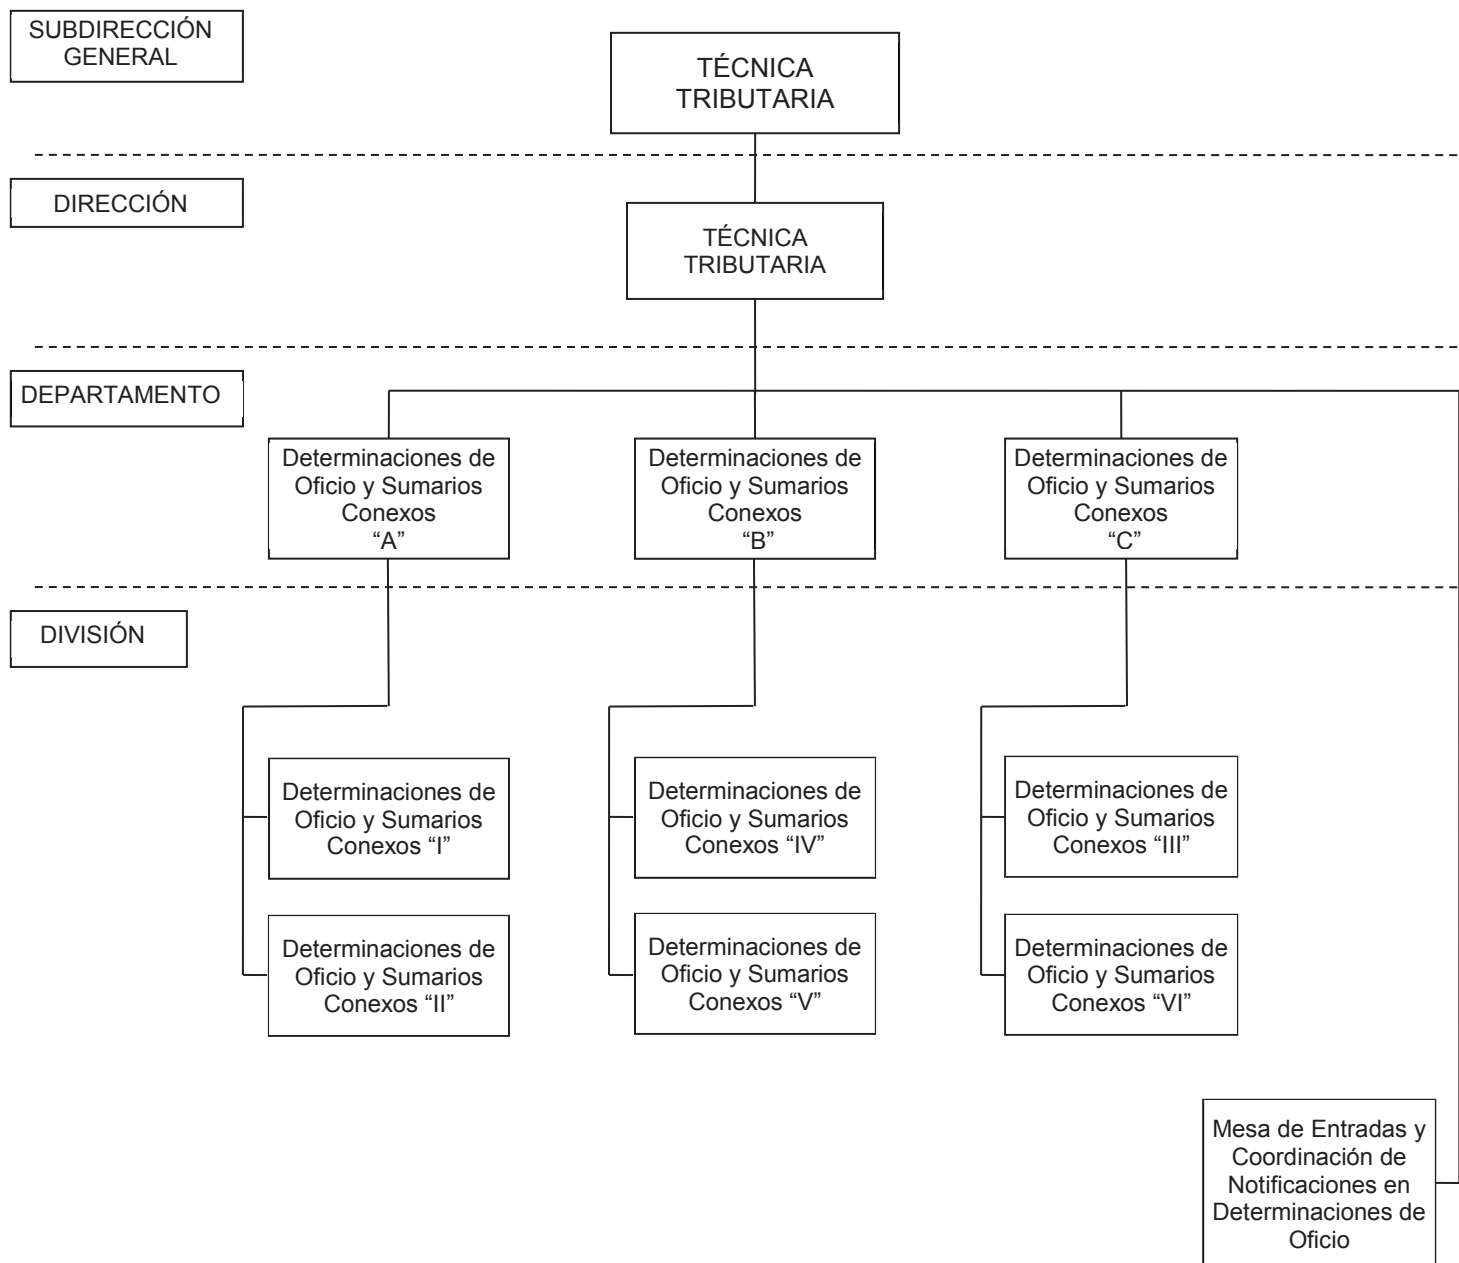 SUBDIRECCIÓN
GENERAL
TÉCNICA
TRIBUTARIA
DIRECCIÓN
TÉCNICA
TRIBUTARIA
DEPARTAMENTO
Determinaciones de
Oficio y Sumarios
Conexos
“A”
Determinaciones de
Oficio y Sumarios
Conexos
“B”
Determinaciones de
Oficio y Sumarios
Conexos
“C”
DIVISIÓN
Determinaciones de
Oficio y Sumarios
Conexos “I”
Determinaciones de
Oficio y Sumarios
Conexos “IV”
Determinaciones de
Oficio y Sumarios
Conexos “III”
Determinaciones de
Oficio y Sumarios
Conexos “II”
Determinaciones de
Oficio y Sumarios
Conexos “V”
Determinaciones de
Oficio y Sumarios
Conexos “VI”
Mesa de Entradas y
Coordinación de
Notificaciones en
Determinaciones de
Oficio